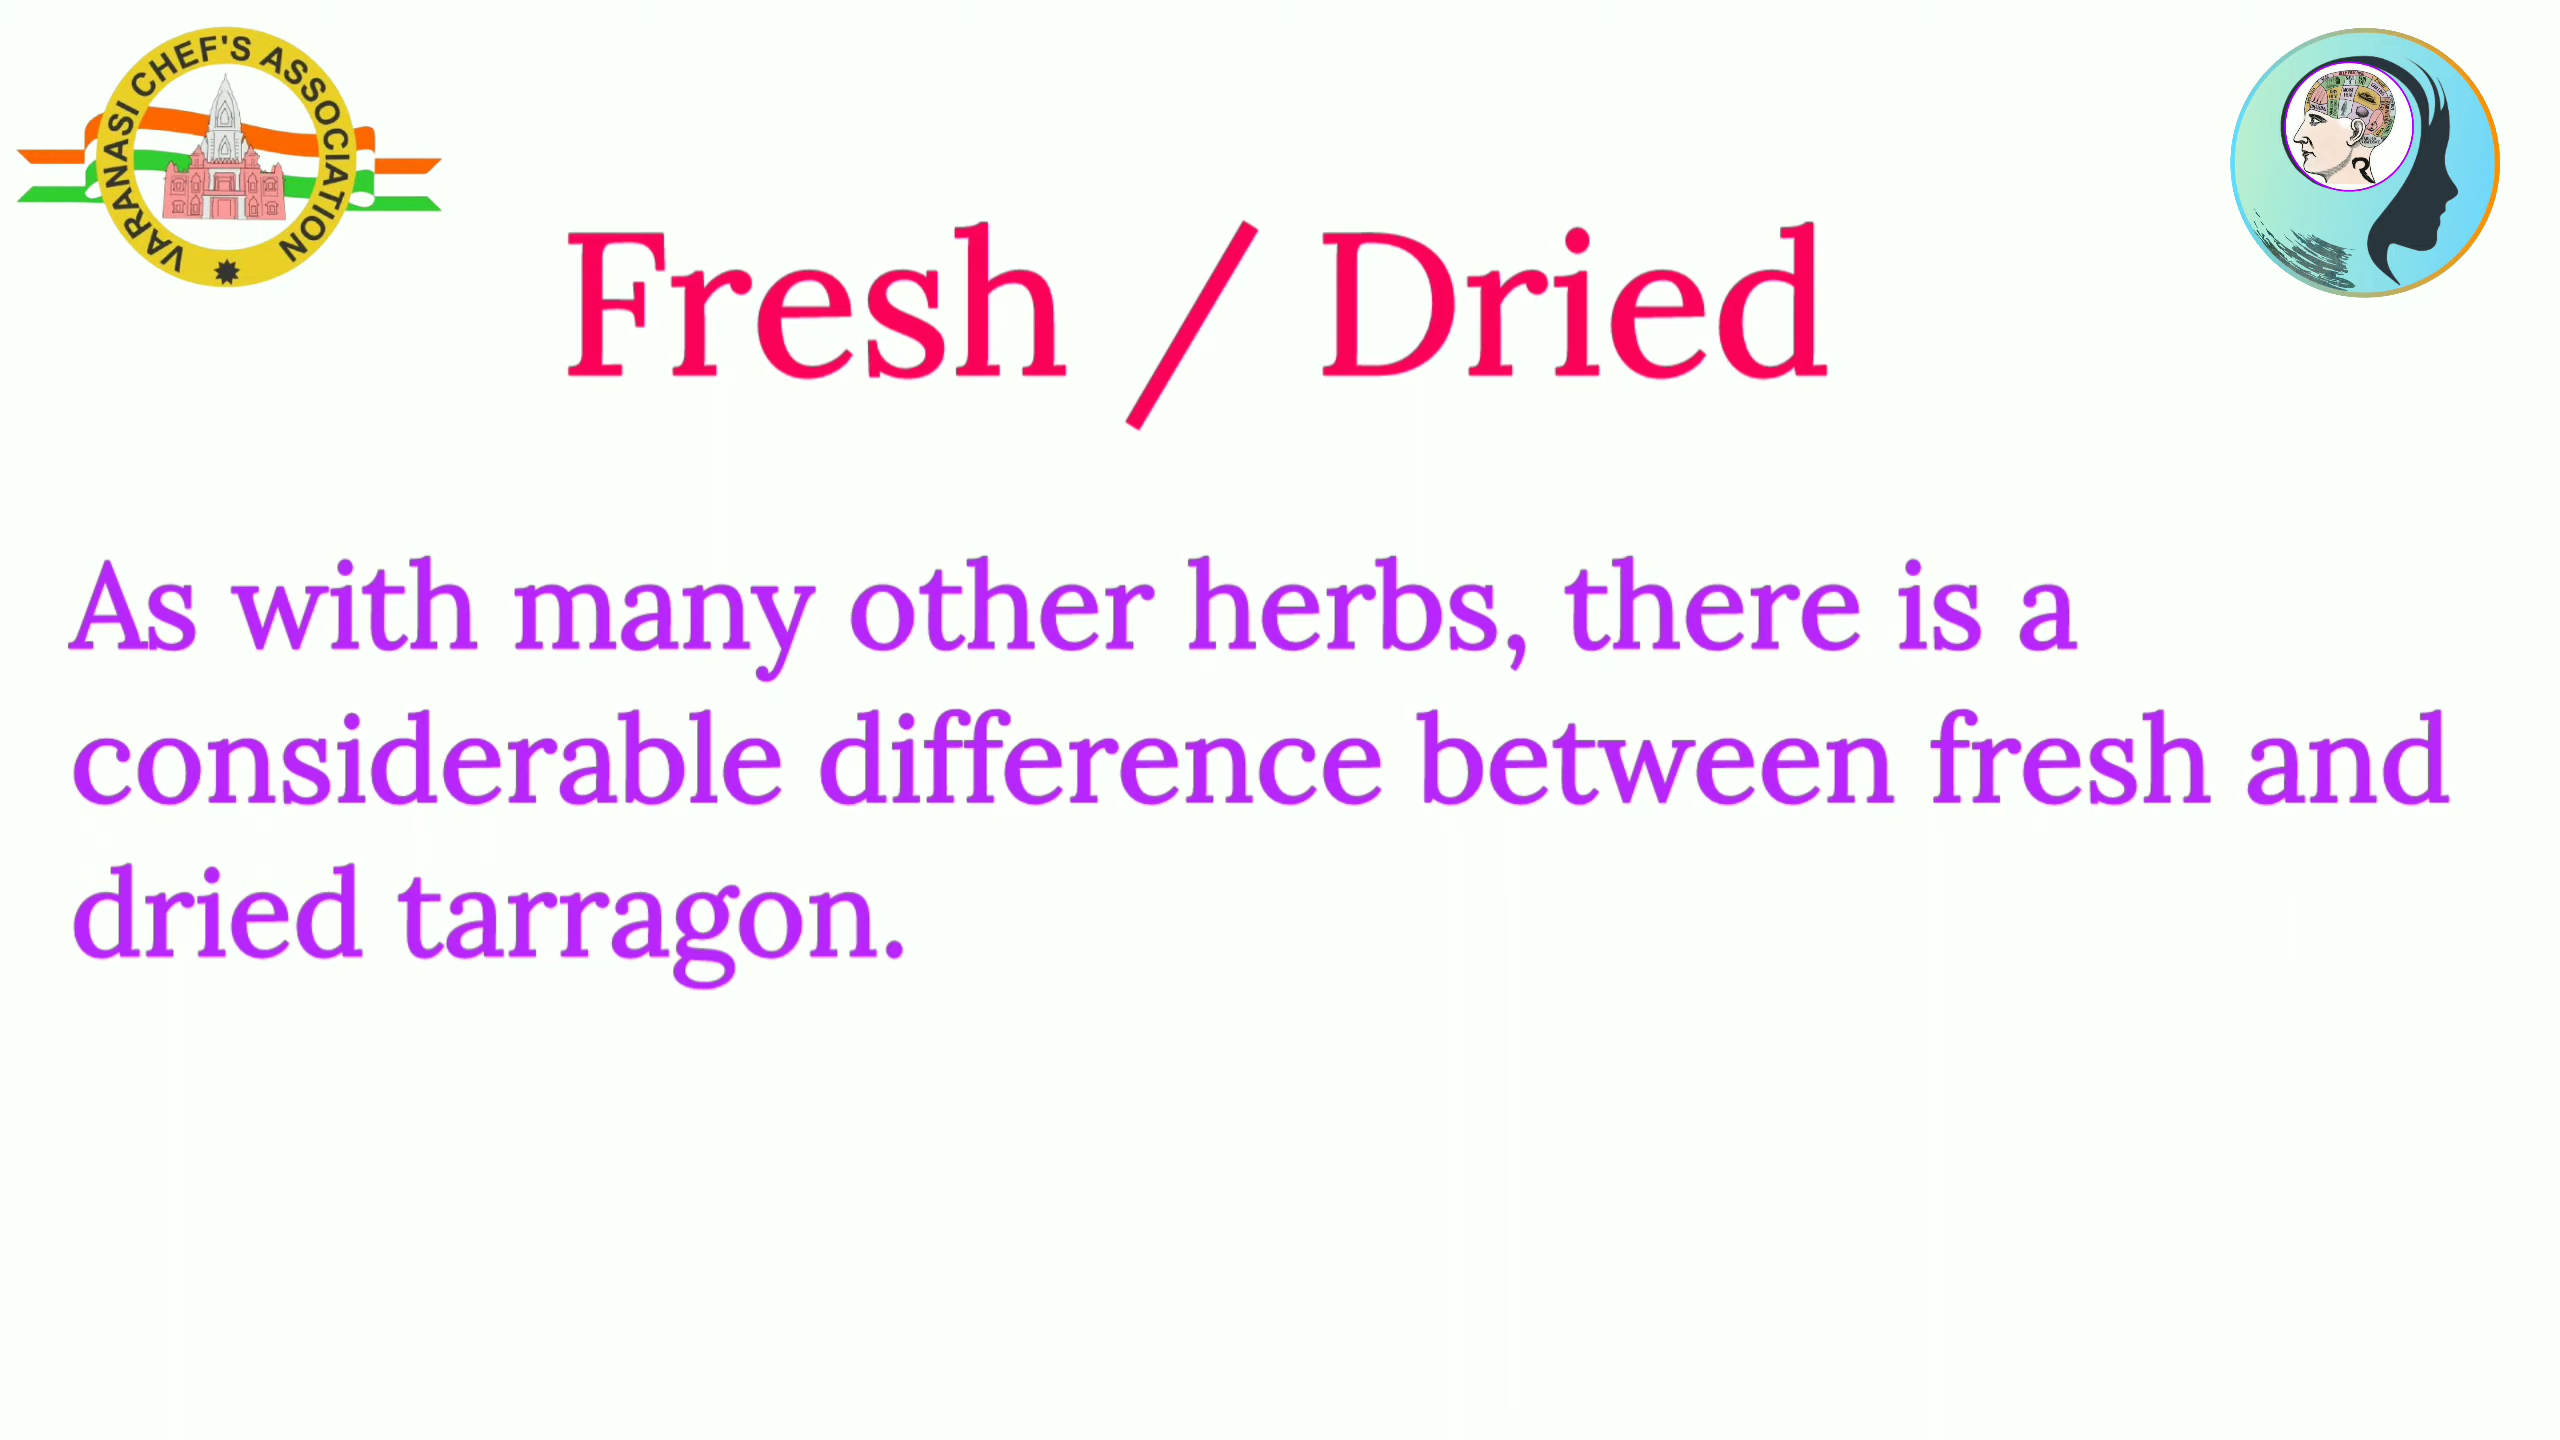 VARANASI CHEF'S ASSOCIATION
Fresh / Dried
As with many other herbs, there is a
considerable difference between fresh and
dried tarragon.